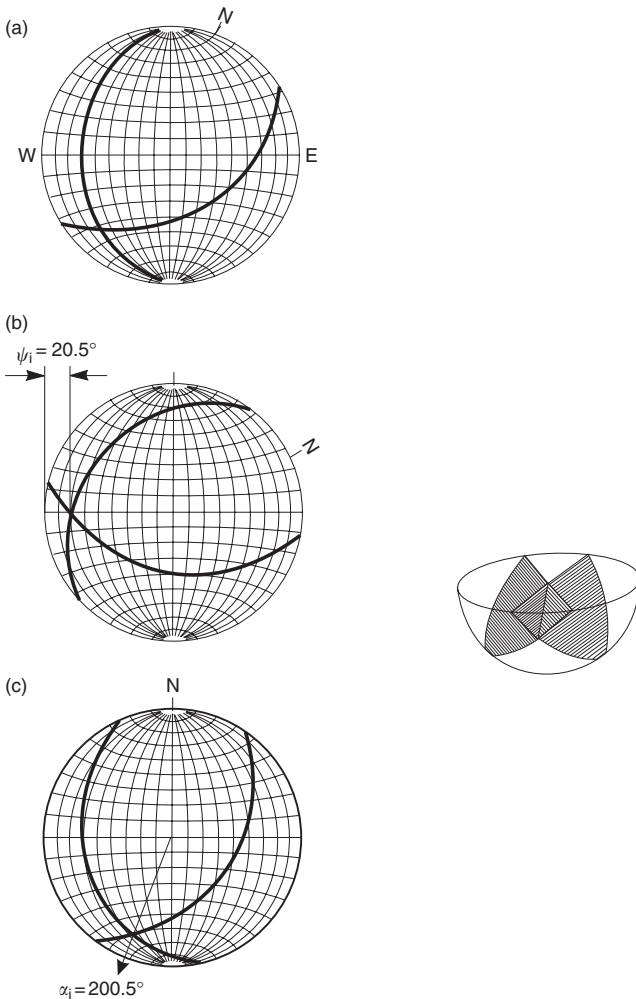 (a)
N
W
E
(b)
ψi = 20.5°
N
(c)
N
αi = 200.5°